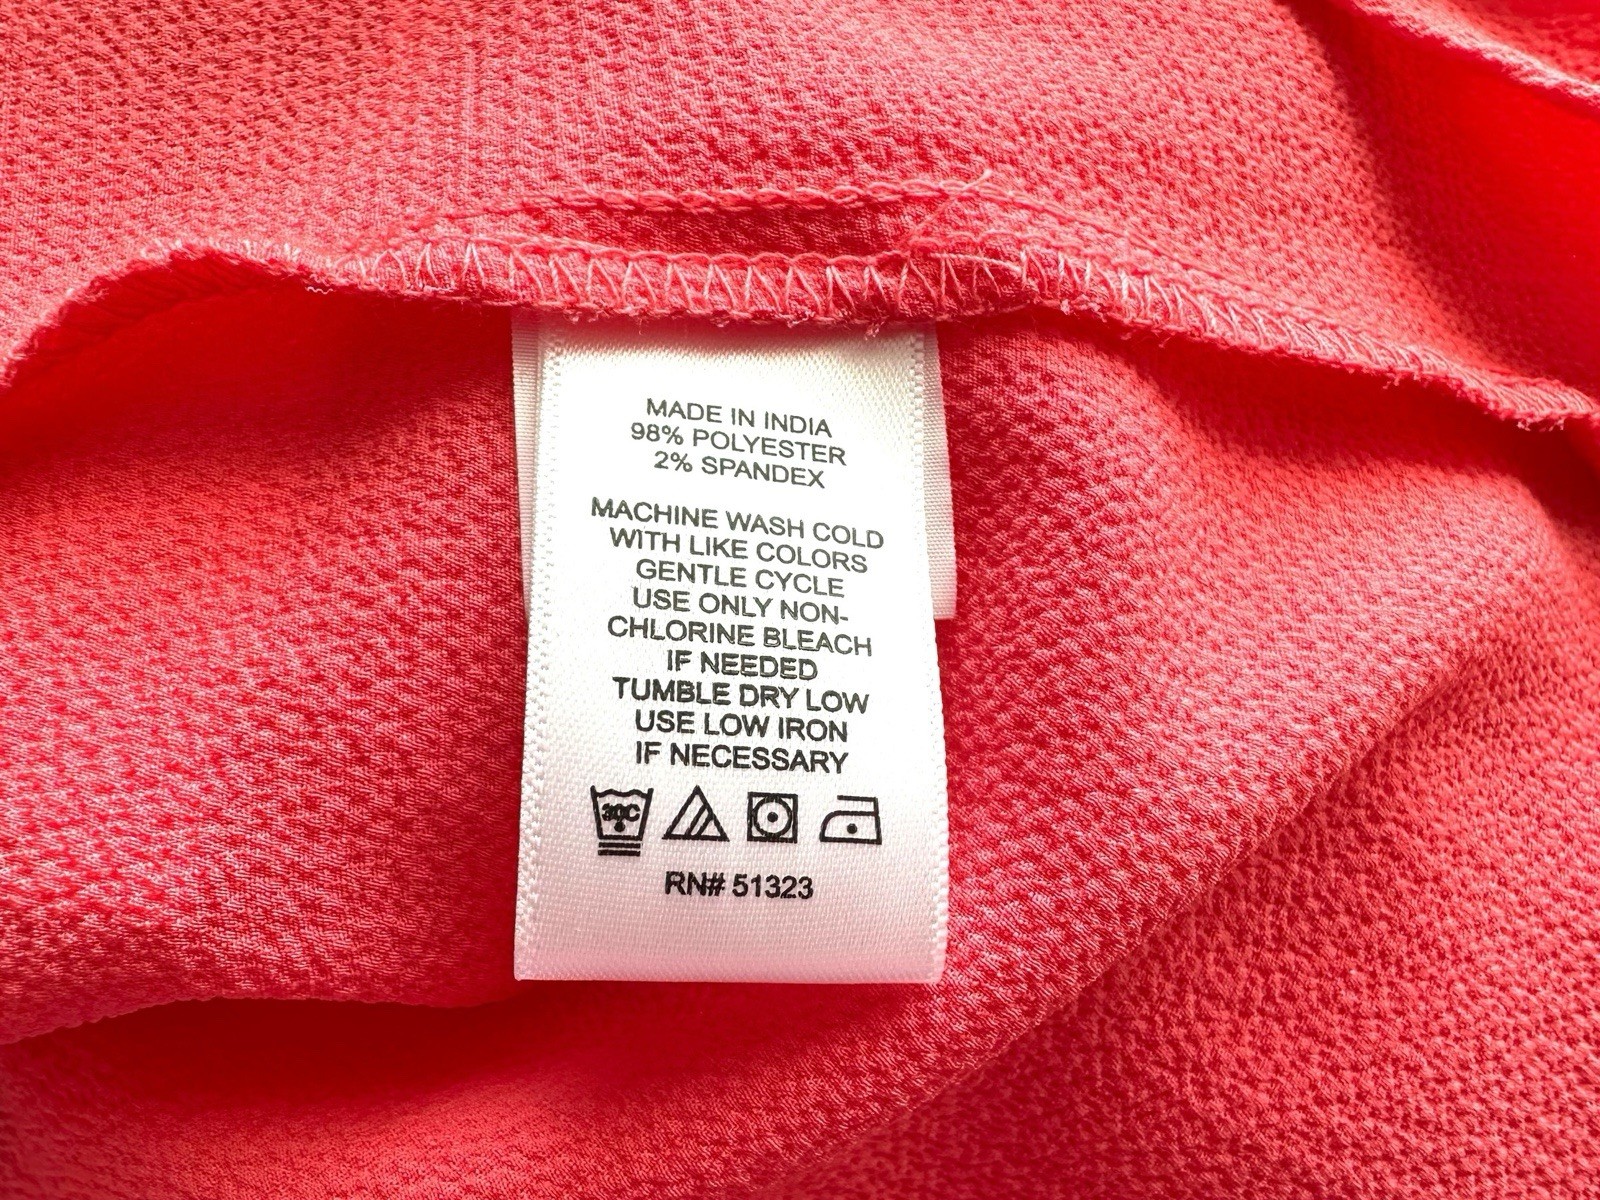 MADE IN INDIA
98% POLYESTER
2% SPANDEX
MACHINE WASH COLD
WITH LIKE COLORS
GENTLE CYCLE
USE ONLY NON-
CHLORINE BLEACH
IF NEEDED
TUMBLE DRY LOW
USE LOW IRON
IF NECESSARY
30C
RN# 51323